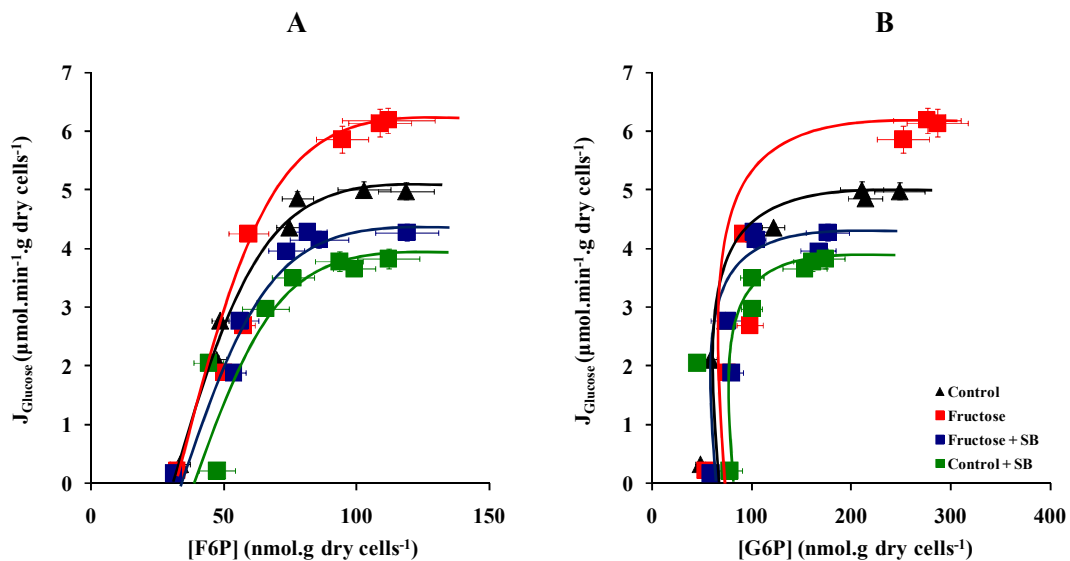 A
B
7
6
5
4
3
2
1
0
J Glucose (µmol.min⁻¹.g dry cells⁻¹)
0 50 100 150
[F6P] (nmol.g dry cells⁻¹)
7
6
5
4
3
2
1
0
J Glucose (µmol.min⁻¹.g dry cells⁻¹)
Control
Fructose
Fructose + SB
Control + SB
0 100 200 300 400
[G6P] (nmol.g dry cells⁻¹)